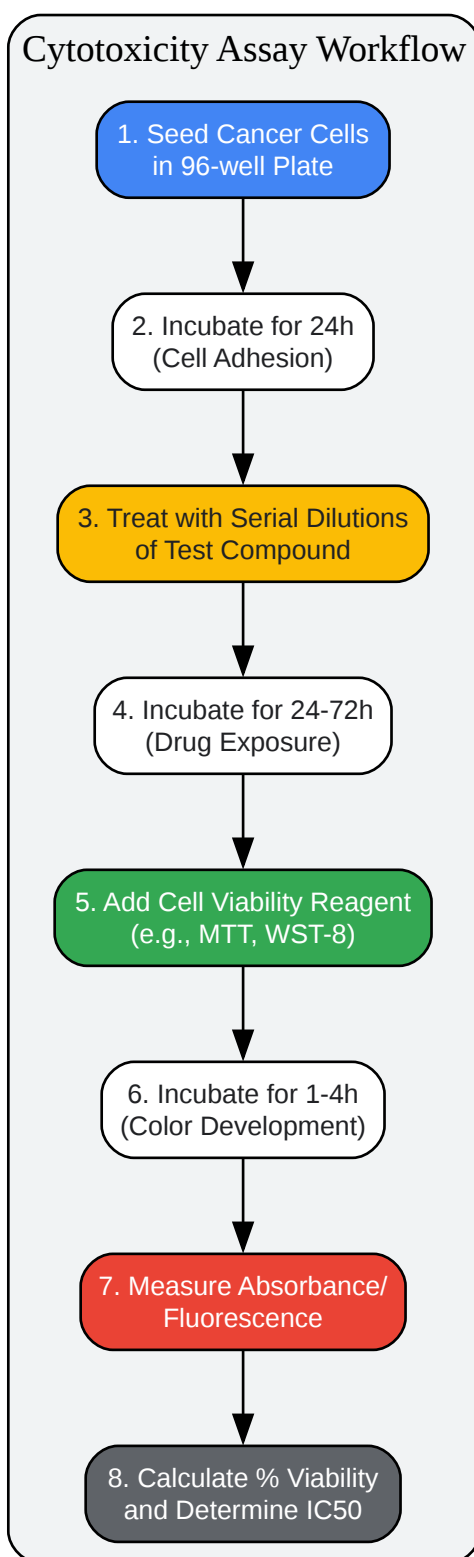 Cytotoxicity Assay Workflow
1. Seed Cancer Cells
in 96-well Plate
2. Incubate for 24h
(Cell Adhesion)
3. Treat with Serial Dilutions
of Test Compound
4. Incubate for 24-72h
(Drug Exposure)
5. Add Cell Viability Reagent
(e.g., MTT, WST-8)
6. Incubate for 1-4h
(Color Development)
7. Measure Absorbance/
Fluorescence
8. Calculate % Viability
and Determine IC50